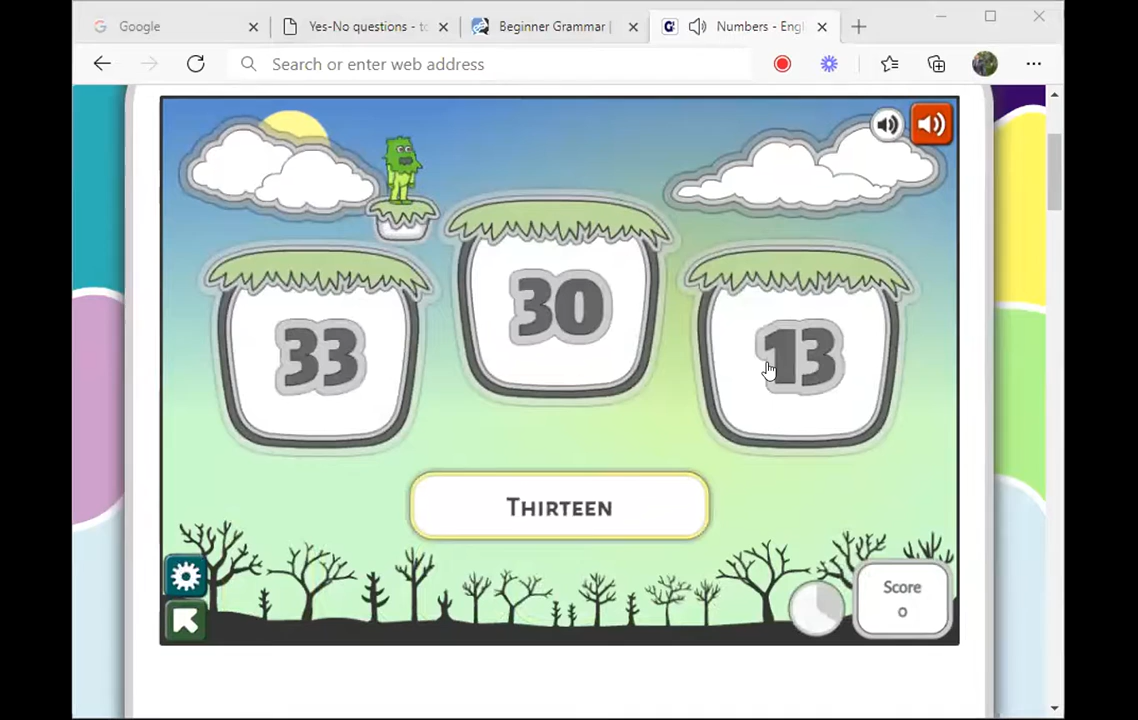 Google
Yes-No questions - to
Beginner Grammar |
Numbers - Engl
Search or enter web address
33
30
13
THIRTEEN
Score
0